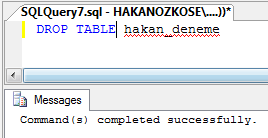 SQLQuery7.sql - HAKANOZKOSE\....))*
DROP TABLE hakan_deneme
Messages
Command(s) completed successfully.